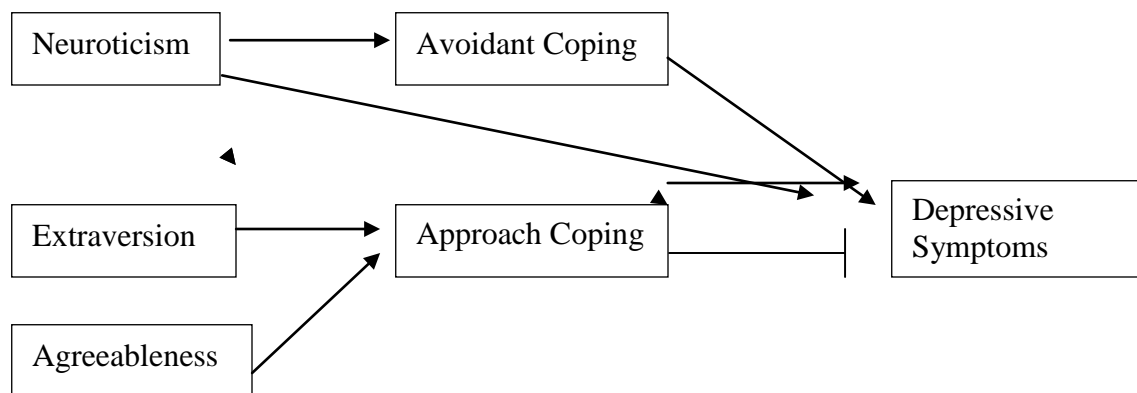 Neuroticism
Avoidant Coping
Extraversion
Approach Coping
Depressive
Symptoms
Agreeableness